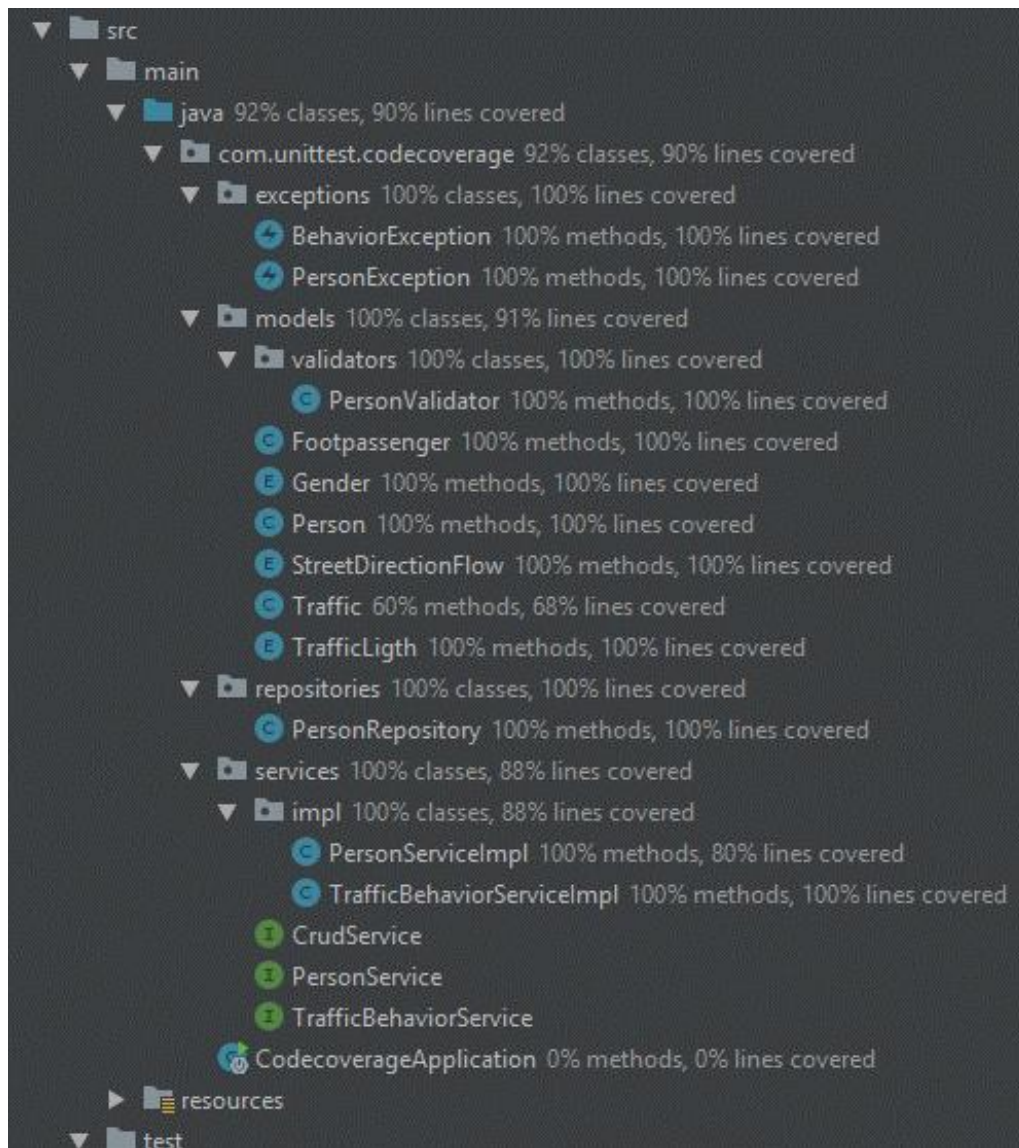 src
main
java 92% classes, 90% lines covered
com.unittest.codecoverage 92% classes, 90% lines covered
exceptions 100% classes, 100% lines covered
BehaviorException 100% methods, 100% lines covered
PersonException 100% methods, 100% lines covered
models 100% classes, 91% lines covered
validators 100% classes, 100% lines covered
PersonValidator 100% methods, 100% lines covered
Footpassenger 100% methods, 100% lines covered
Gender 100% methods, 100% lines covered
Person 100% methods, 100% lines covered
StreetDirectionFlow 100% methods, 100% lines covered
Traffic 60% methods, 68% lines covered
TrafficLigth 100% methods, 100% lines covered
repositories 100% classes, 100% lines covered
PersonRepository 100% methods, 100% lines covered
services 100% classes, 88% lines covered
impl 100% classes, 88% lines covered
PersonServiceImpl 100% methods, 80% lines covered
TrafficBehaviorServiceImpl 100% methods, 100% lines covered
CrudService
PersonService
TrafficBehaviorService
CodecoverageApplication 0% methods, 0% lines covered
resources
test